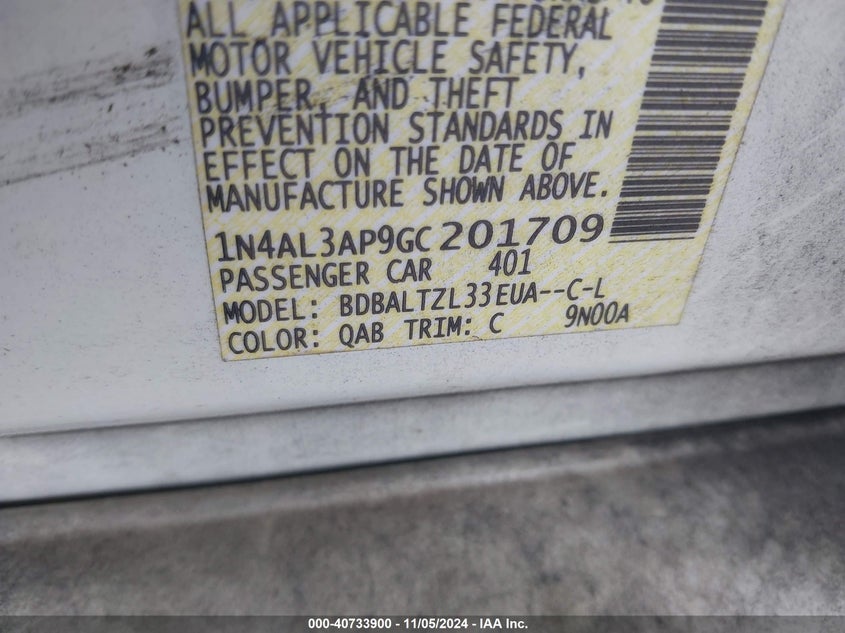 ALL APPLICABLE FEDERAL
MOTOR VEHICLE SAFETY,
BUMPER, AND THEFT
PREVENTION STANDARDS IN
EFFECT ON THE DATE OF
MANUFACTURE SHOWN ABOVE.
1N4AL3AP9GC201709
PASSENGER CAR 401
MODEL: BDBALTZL33EUA--C-L
COLOR: QAB TRIM: C 9N00A
000-40733900 - 11/05/2024 - IAA Inc.